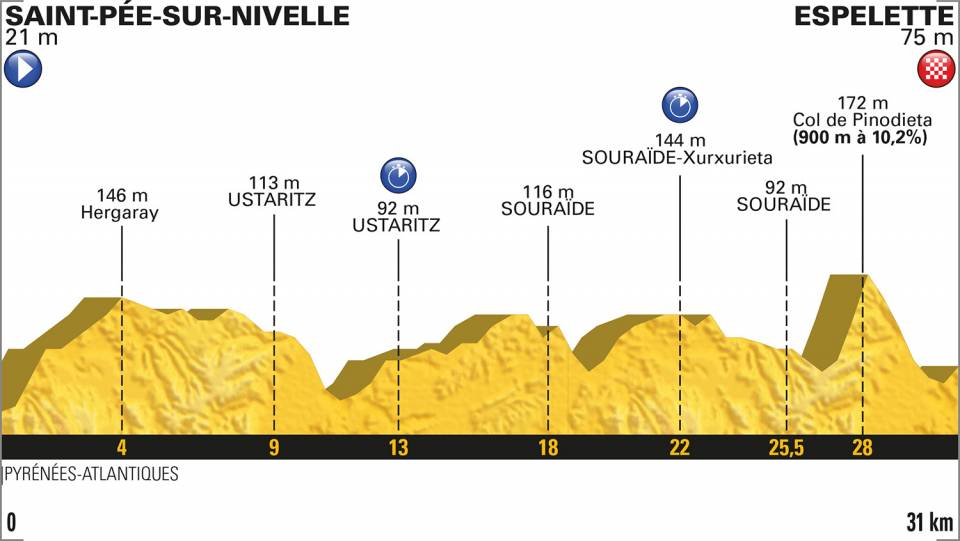 SAINT-PÉE-SUR-NIVELLE
21 m
ESPELETTE
75 m
146 m
Hergaray
113 m
USTARITZ
92 m
USTARITZ
116 m
SOURAÏDE
144 m
SOURAÏDE-Xurxurieta
92 m
SOURAÏDE
172 m
Col de Pinodieta
(900 m à 10,2%)
4 9 13 18 22 25,5 28
PYRÉNÉES-ATLANTIQUES
0 31 km